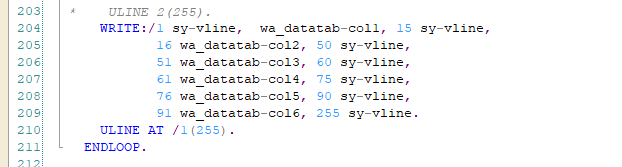 203 *    ULINE 2(255).
204 WRITE:/1 sy-vline,  wa_datatab-col1, 15 sy-vline,
205 16 wa_datatab-col2, 50 sy-vline,
206 51 wa_datatab-col3, 60 sy-vline,
207 61 wa_datatab-col4, 75 sy-vline,
208 76 wa_datatab-col5, 90 sy-vline,
209 91 wa_datatab-col6, 255 sy-vline.
210 ULINE AT /1(255).
211 ENDLOOP.
212